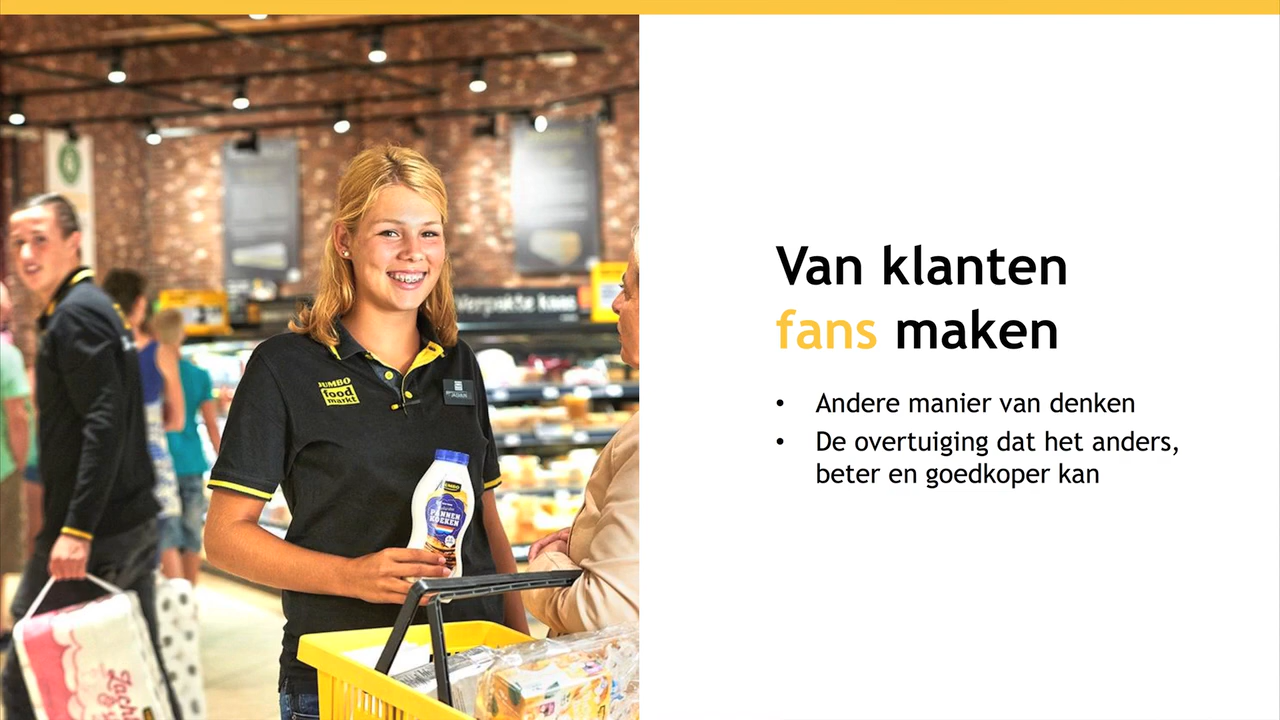 Verpakte kaas
JUMBO
food
markt
JUMBO
PANNEN
KOEKEN
Van klanten
fans maken
• Andere manier van denken
• De overtuiging dat het anders,
beter en goedkoper kan